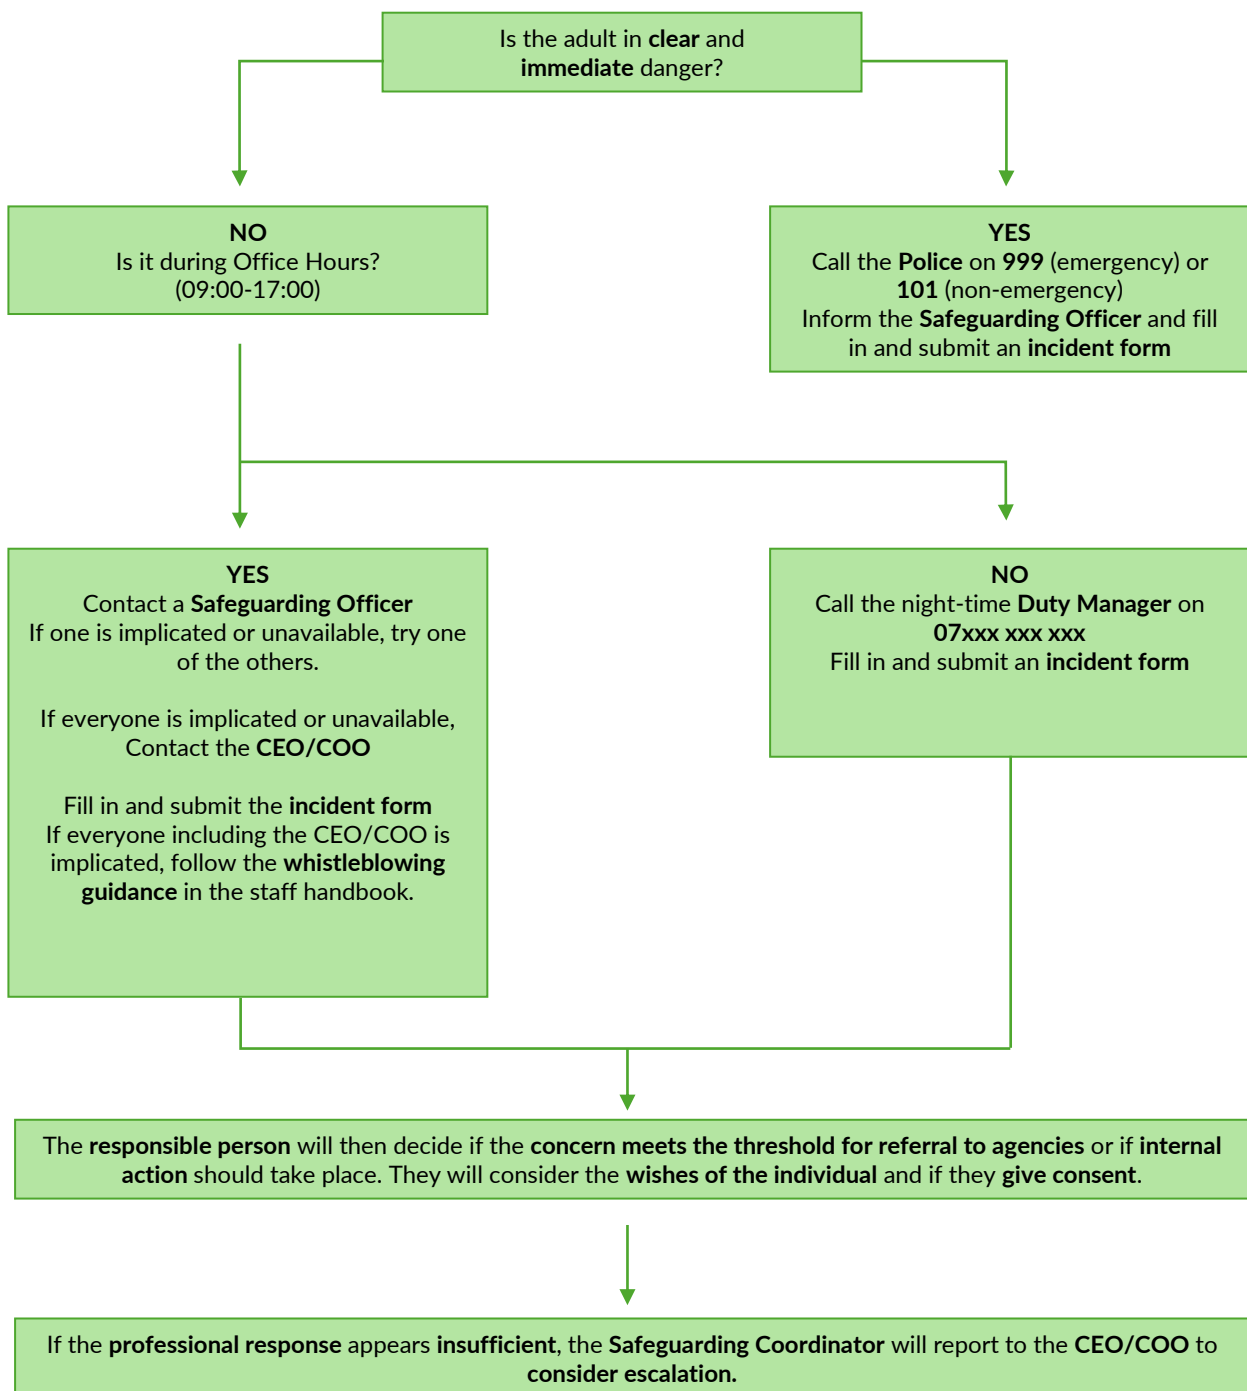 Is the adult in clear and
immediate danger?
NO
Is it during Office Hours?
(09:00-17:00)
YES
Call the Police on 999 (emergency) or
101 (non-emergency)
Inform the Safeguarding Officer and fill
in and submit an incident form
YES
Contact a Safeguarding Officer
If one is implicated or unavailable, try one
of the others.
If everyone is implicated or unavailable,
Contact the CEO/COO
Fill in and submit the incident form
If everyone including the CEO/COO is
implicated, follow the whistleblowing
guidance in the staff handbook.
NO
Call the night-time Duty Manager on
07xxx xxx xxx
Fill in and submit an incident form
The responsible person will then decide if the concern meets the threshold for referral to agencies or if internal
action should take place. They will consider the wishes of the individual and if they give consent.
If the professional response appears insufficient, the Safeguarding Coordinator will report to the CEO/COO to
consider escalation.